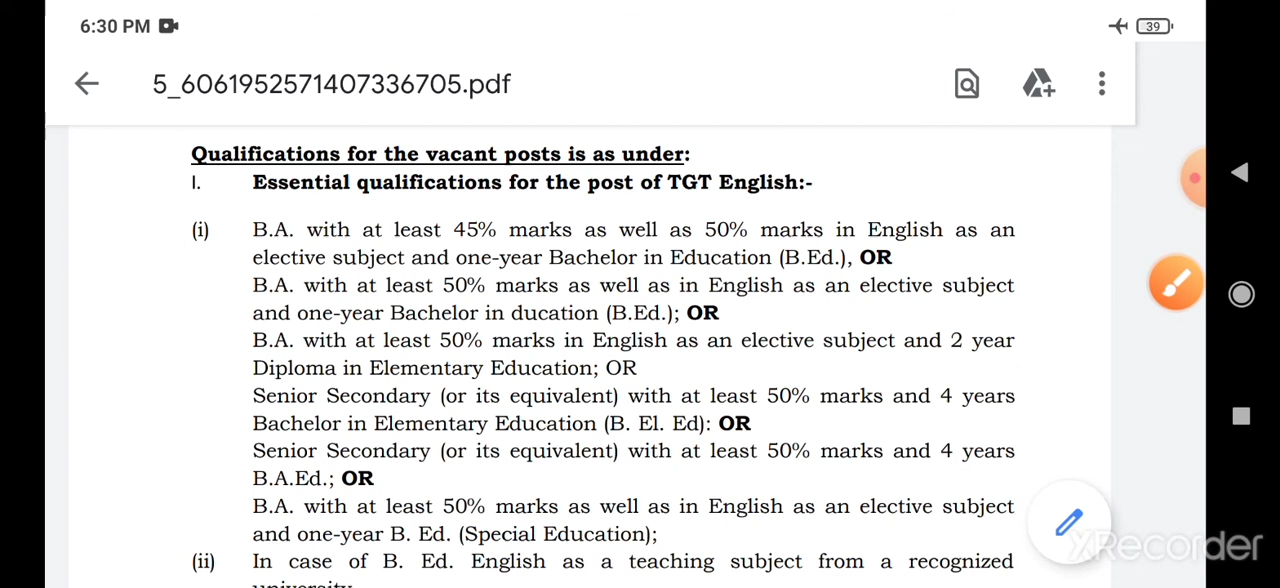 6:30 PM
39
5_6061952571407336705.pdf
Qualifications for the vacant posts is as under:
I. Essential qualifications for the post of TGT English:-
(i) B.A. with at least 45% marks as well as 50% marks in English as an
elective subject and one-year Bachelor in Education (B.Ed.), OR
B.A. with at least 50% marks as well as in English as an elective subject
and one-year Bachelor in ducation (B.Ed.); OR
B.A. with at least 50% marks in English as an elective subject and 2 year
Diploma in Elementary Education; OR
Senior Secondary (or its equivalent) with at least 50% marks and 4 years
Bachelor in Elementary Education (B. El. Ed): OR
Senior Secondary (or its equivalent) with at least 50% marks and 4 years
B.A.Ed.; OR
B.A. with at least 50% marks as well as in English as an elective subject
and one-year B. Ed. (Special Education);
(ii) In case of B. Ed. English as a teaching subject from a recognized
university
XRecorder